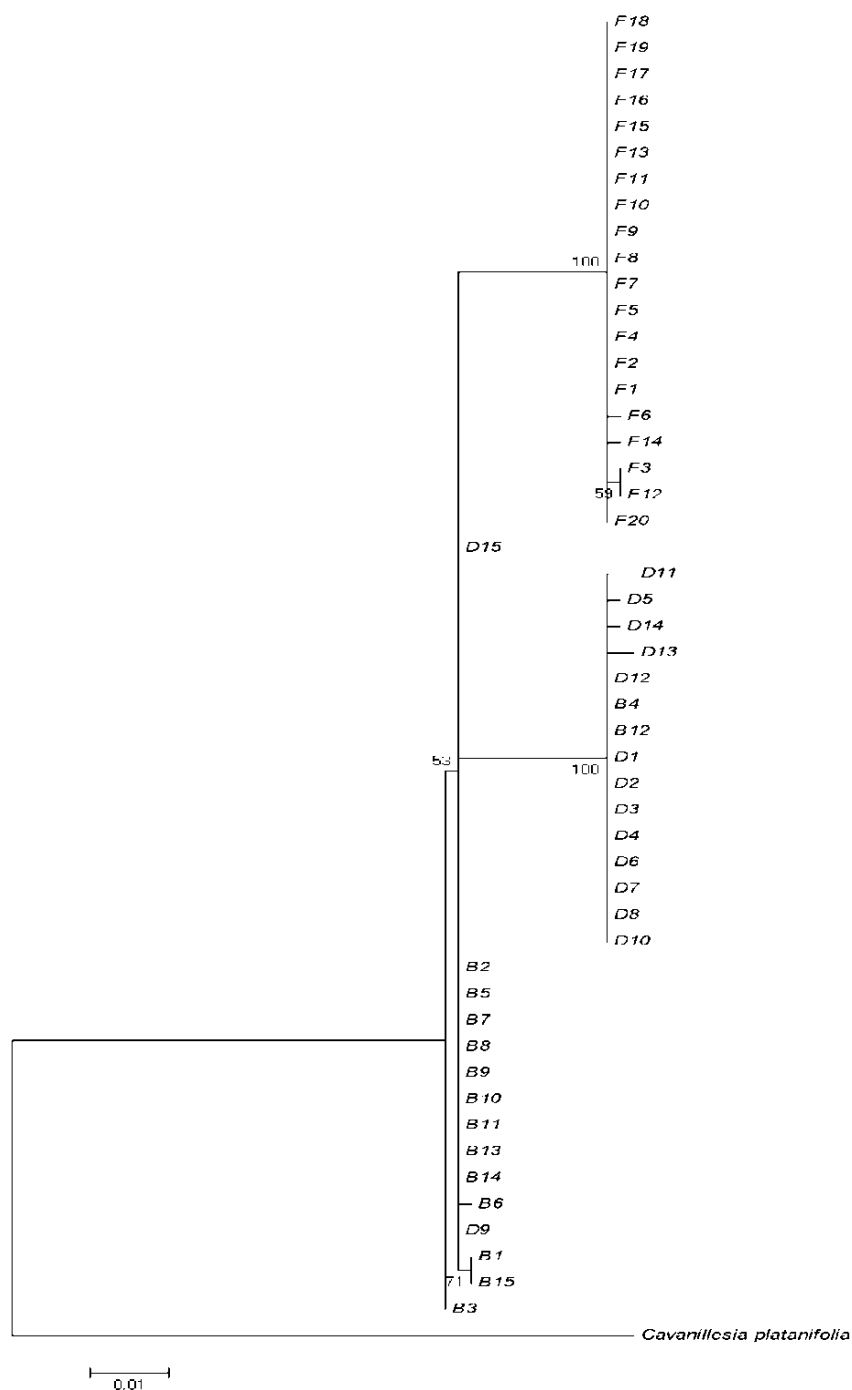 F18
F19
F17
F16
F15
F13
F11
F10
F9
100 F8
F7
F5
F4
F2
F1
F6
F14
F3
59 F12
F20
D15
D11
D5
D14
D13
D12
B4
B12
53 D1
100
D2
D3
D4
D6
D7
D8
D10
B2
B5
B7
B8
B9
B10
B11
B13
B14
B6
D9
B1
71 B15
B3
Cavanillesia platanifolia
0.01